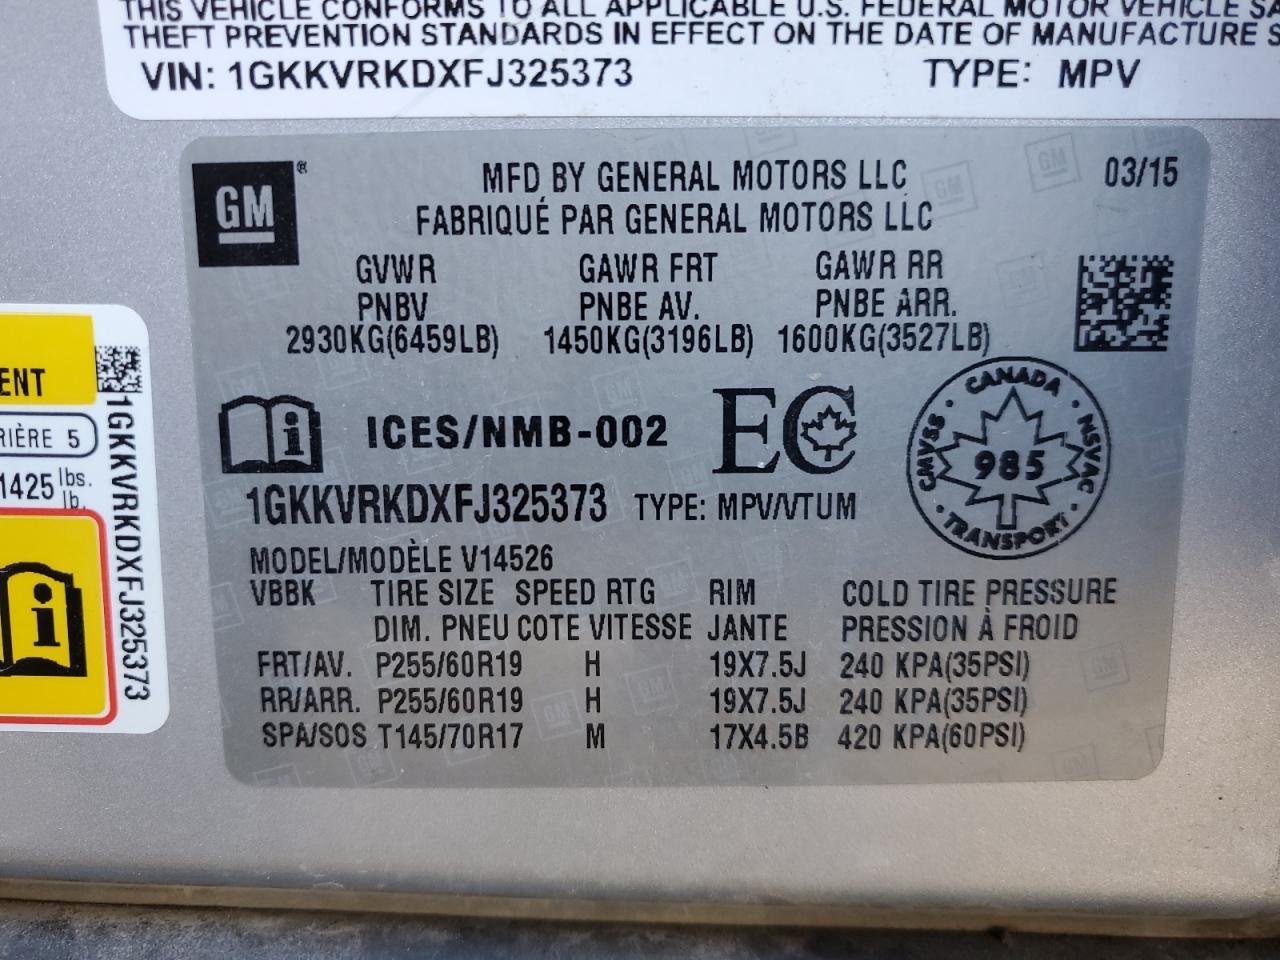 THIS VEHICLE CONFORMS TO ALL APPLICABLE U.S. FEDERAL MOTOR VEHICLE
THEFT PREVENTION STANDARDS IN EFFECT ON THE DATE OF MANUFACTURE
VIN: 1GKKVRKDXFJ325373 TYPE: MPV
GM ®
MFD BY GENERAL MOTORS LLC 03/15
FABRIQUÉ PAR GENERAL MOTORS LLC
GVWR GAWR FRT GAWR RR
PNBV PNBE AV. PNBE ARR.
2930KG(6459LB) 1450KG(3196LB) 1600KG(3527LB)
ICES/NMB-002 EC
CANADA
CMVSS 985 NSVAC
TRANSPORT
1GKKVRKDXFJ325373 TYPE: MPV/VTUM
MODEL/MODÈLE V14526
VBBK TIRE SIZE SPEED RTG RIM COLD TIRE PRESSURE
DIM. PNEU COTE VITESSE JANTE PRESSION À FROID
FRT/AV. P255/60R19 H 19X7.5J 240 KPA(35PSI)
RR/ARR. P255/60R19 H 19X7.5J 240 KPA(35PSI)
SPA/SOS T145/70R17 M 17X4.5B 420 KPA(60PSI)
ENT
RIÈRE 5
1425 lbs.
lb.
1GKKVRKDXFJ325373